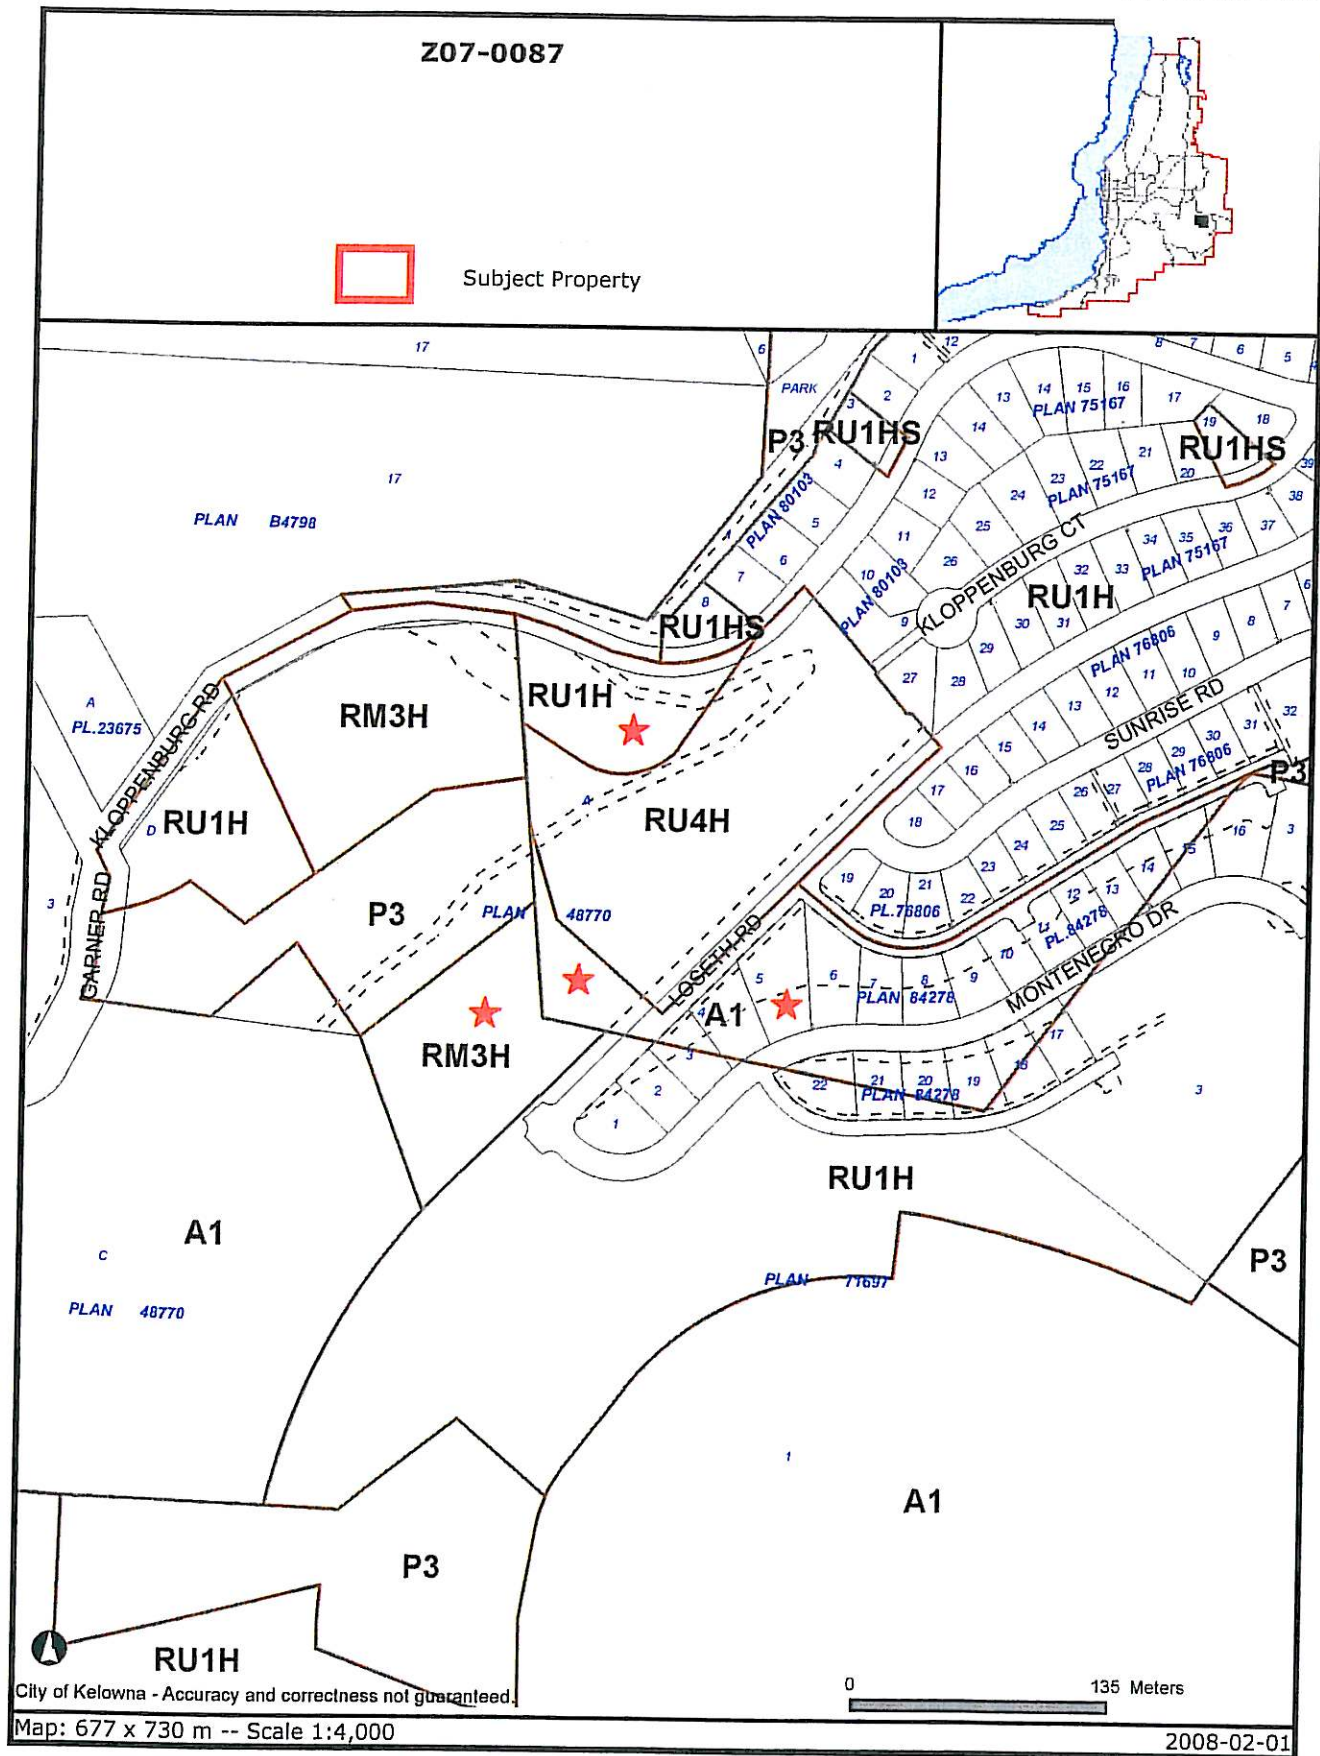 Z07-0087
Subject Property
17
6
PARK
1
12
2
3
8
7
6
5
4
P3
RU1HS
13
14
15
16
17
PLAN 75167
14
19
18
RU1HS
17
PLAN B4798
4
13
12
23
22
21
20
PLAN 75167
39
38
PLAN 80103
5
11
24
25
6
7
10
26
KLOPPENBURG CT
34
35
36
37
PLAN 75167
32
33
8
RU1HS
PLAN 80103
9
RU1H
30
31
29
28
27
6
7
8
9
PLAN 76806
10
11
12
13
14
15
16
17
18
SUNRISE RD
32
31
30
29
28
27
26
PLAN 76806
25
24
23
22
21
20
19
PL.76806
P3
A
PL.23675
KLOPPENBURG RD
RM3H
RU1H
D
RU1H
A
RU4H
3
GARNER RD
P3
PLAN 48770
LOSETH RD
3
16
15
14
13
12
PL.84278
10
9
8
7
6
5
4
PLAN 84278
MONTENEGRO DR
A1
RM3H
3
2
1
22
21
20
19
18
17
PLAN 84278
3
RU1H
A1
C
PLAN 48770
P3
PLAN 71697
1
A1
P3
RU1H
City of Kelowna - Accuracy and correctness not guaranteed.
0 135 Meters
Map: 677 x 730 m -- Scale 1:4,000
2008-02-01